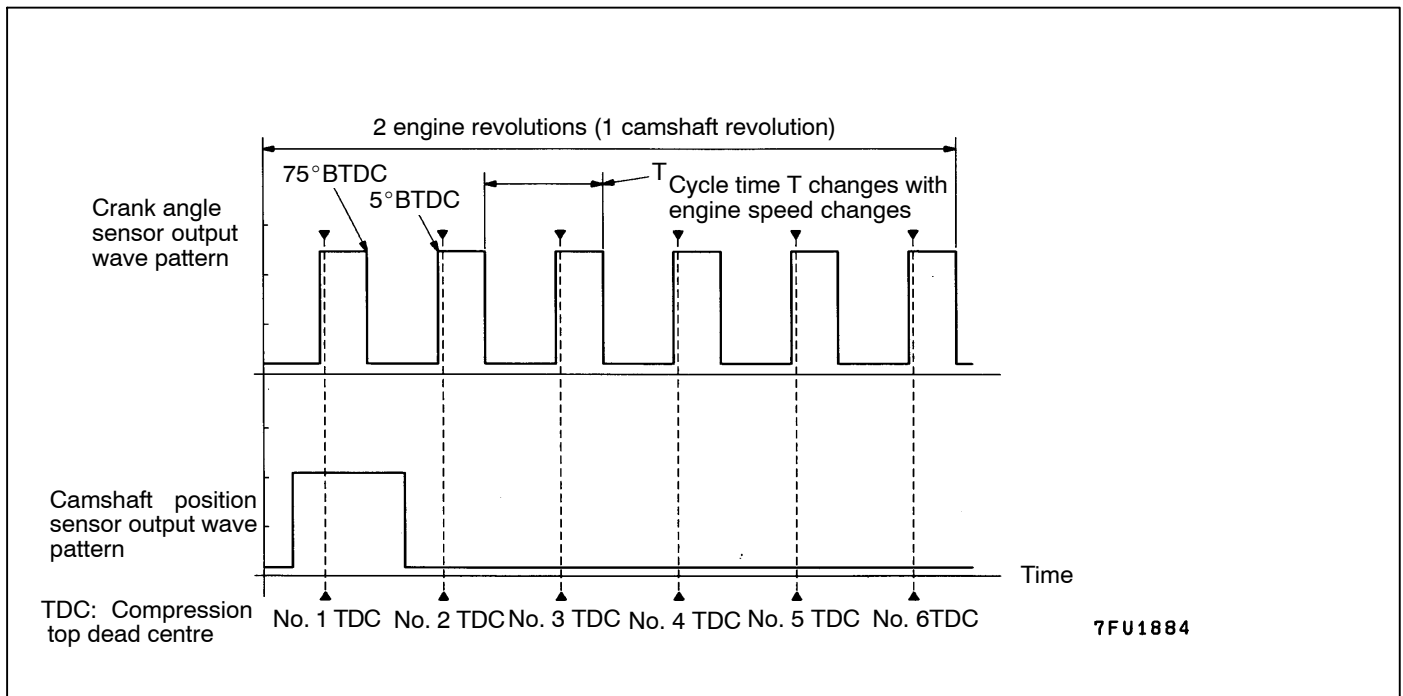 2 engine revolutions (1 camshaft revolution)
75°BTDC
5°BTDC
T
Cycle time T changes with
engine speed changes
Crank angle
sensor output
wave pattern
Camshaft position
sensor output wave
pattern
Time
TDC: Compression
top dead centre
No. 1 TDC No. 2 TDC No. 3 TDC No. 4 TDC No. 5 TDC No. 6TDC
7FU1884